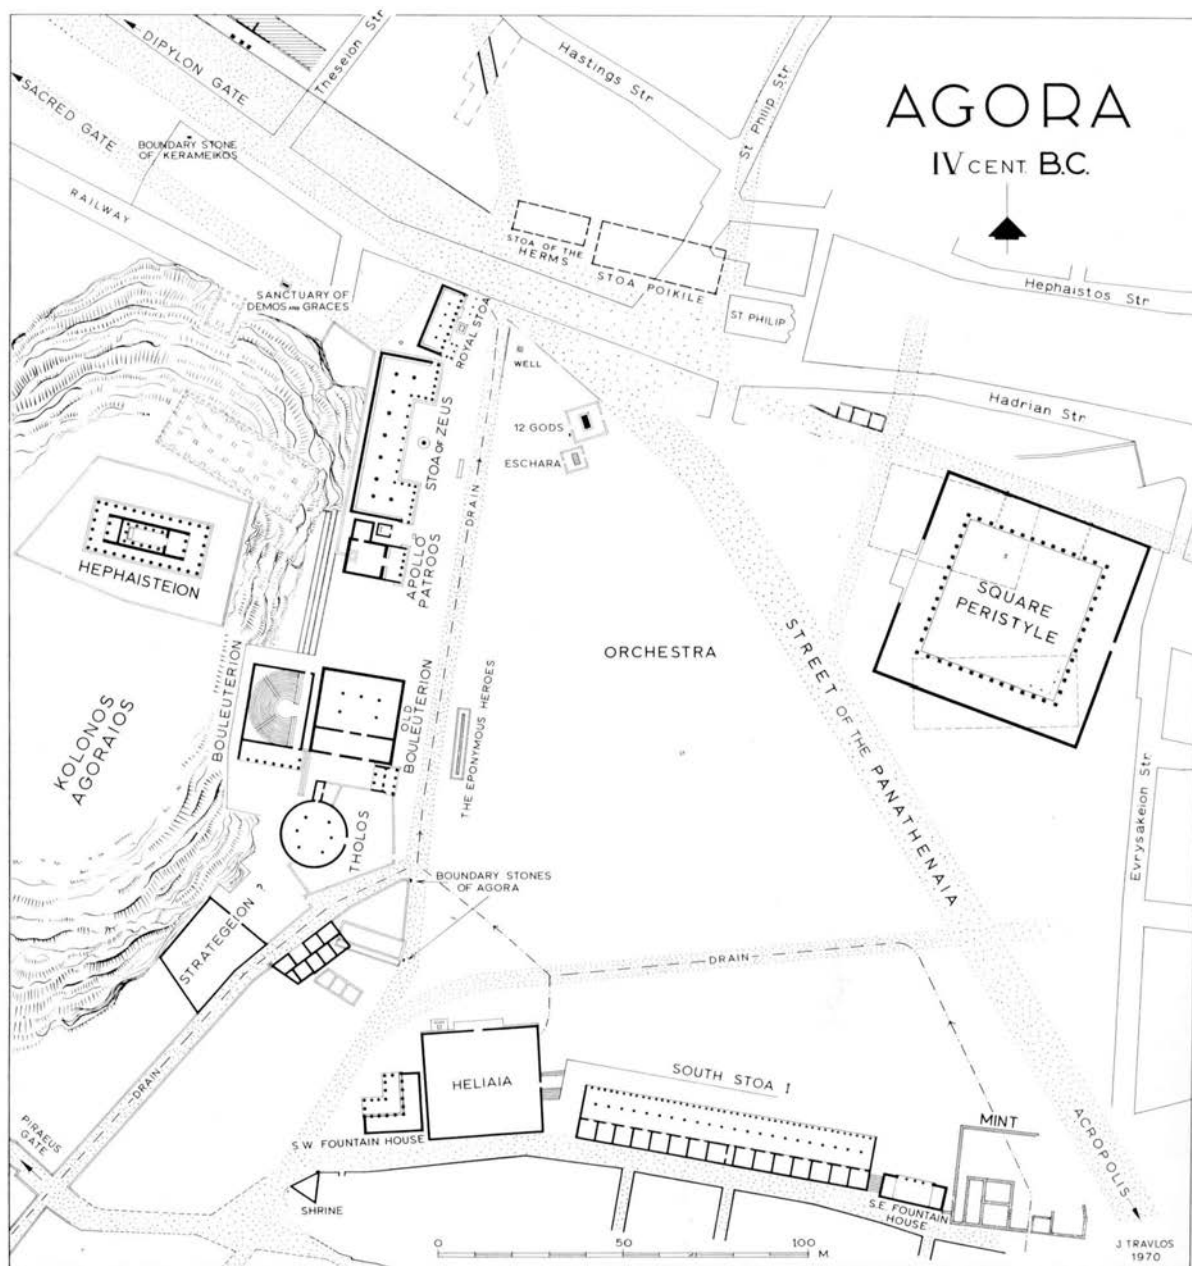 AGORA
IV CENT. B.C.
DIPYLON GATE
Theseion Str
Hastings Str
St Philip Str
SACRED GATE
BOUNDARY STONE
OF KERAMEIKOS
RAILWAY
STOA OF THE
HERMS
STOA POIKILE
Hephaistos Str
SANCTUARY OF
DEMOS AND GRACES
ROYAL STOA
ST PHILIP
WELL
Hadrian Str
12 GODS
ESCHARA
STOA OF ZEUS
DRAIN
HEPHAISTEION
APOLLO
PATROOS
SQUARE
PERISTYLE
ORCHESTRA
STREET OF THE PANATHENAIA
BOULEUTERION
OLD
BOULEUTERION
THE EPONYMOUS HEROES
KOLONOS
AGORAIOS
THOLOS
Evrysakeion Str.
BOUNDARY STONES
OF AGORA
STRATEGEION ?
DRAIN
DRAIN
HELIAIA
SOUTH STOA I
MINT
PIRAEUS
GATE
S.W. FOUNTAIN HOUSE
ACROPOLIS
SHRINE
S.E. FOUNTAIN
HOUSE
0 50 100
M
J. TRAVLOS
1970